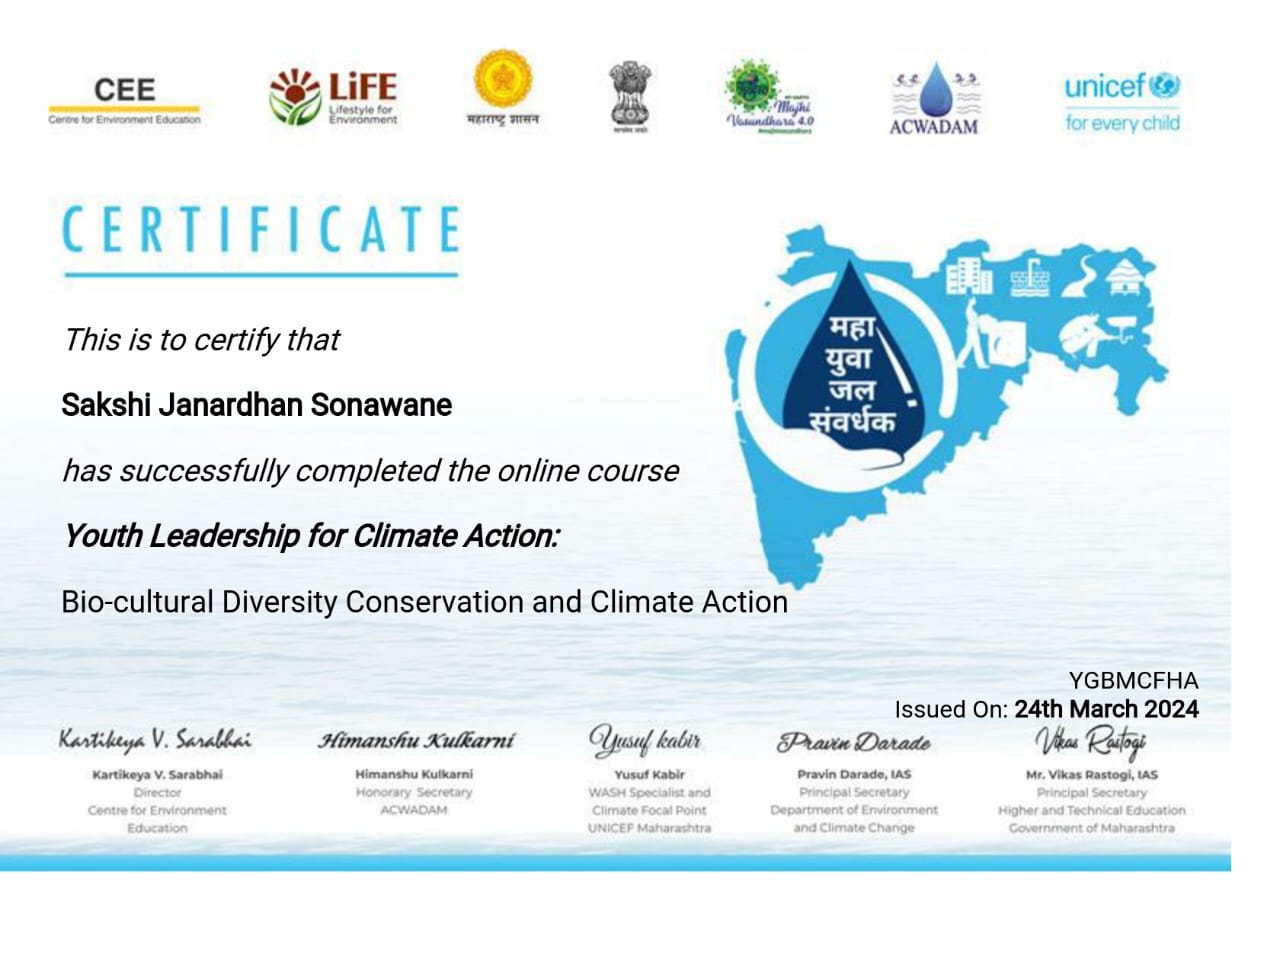 CEE
Centre for Environment Education
LiFE
Lifestyle for
Environment
महाराष्ट्र शासन
MY EARTH
Majhi
Vasundhara 4.0
#majhivasundhara
ACWADAM
unicef
for every child
CERTIFICATE
This is to certify that
Sakshi Janardhan Sonawane
has successfully completed the online course
Youth Leadership for Climate Action:
Bio-cultural Diversity Conservation and Climate Action
महा
युवा
जल
संवर्धक
YGBMCFHA
Issued On: 24th March 2024
Kartikeya V. Sarabhai
Kartikeya V. Sarabhai
Director
Centre for Environment
Education
Himanshu Kulkarni
Himanshu Kulkarni
Honorary Secretary
ACWADAM
Yusuf kabir
Yusuf Kabir
WASH Specialist and
Climate Focal Point
UNICEF Maharashtra
Pravin Darade
Pravin Darade, IAS
Principal Secretary
Department of Environment
and Climate Change
Vikas Rastogi
Mr. Vikas Rastogi, IAS
Principal Secretary
Higher and Technical Education
Government of Maharashtra